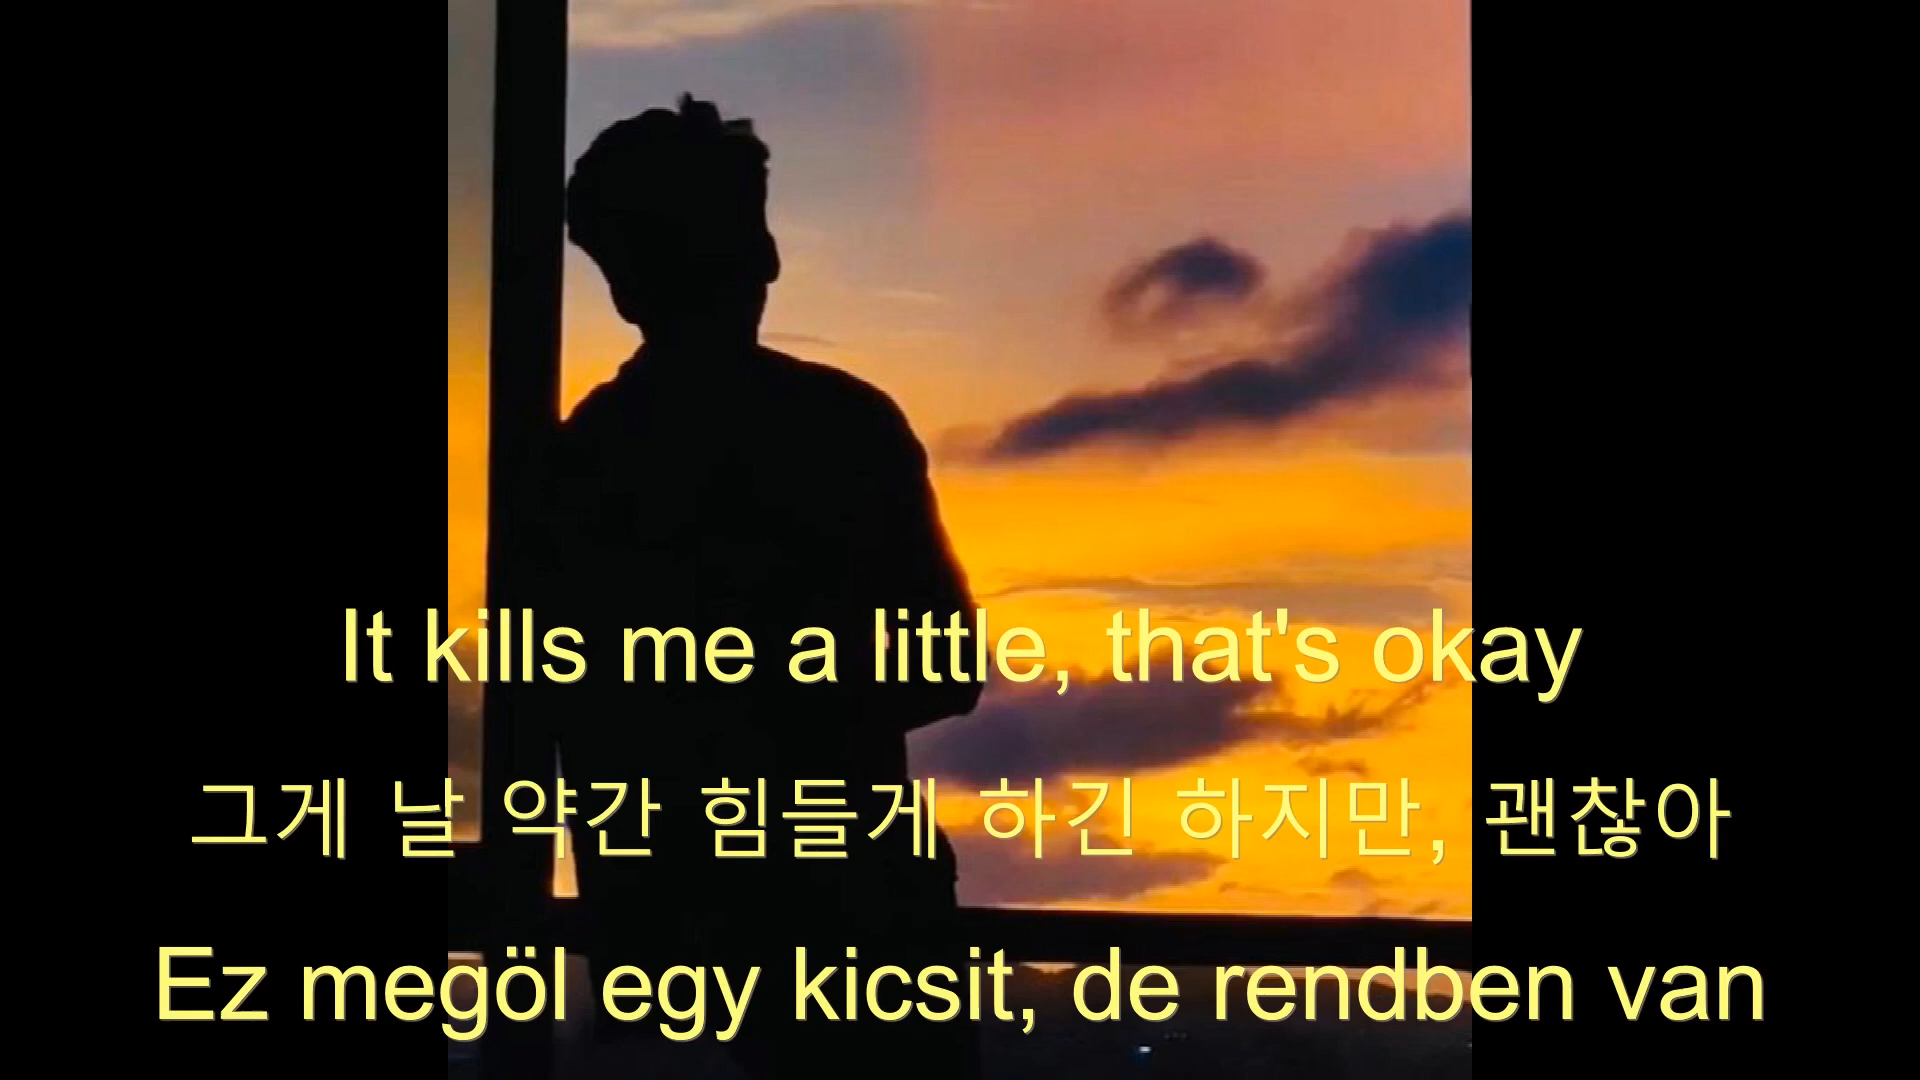 It kills me a little, that's okay
그게 날 약간 힘들게 하긴 하지만, 괜찮아
Ez megöl egy kicsit, de rendben van